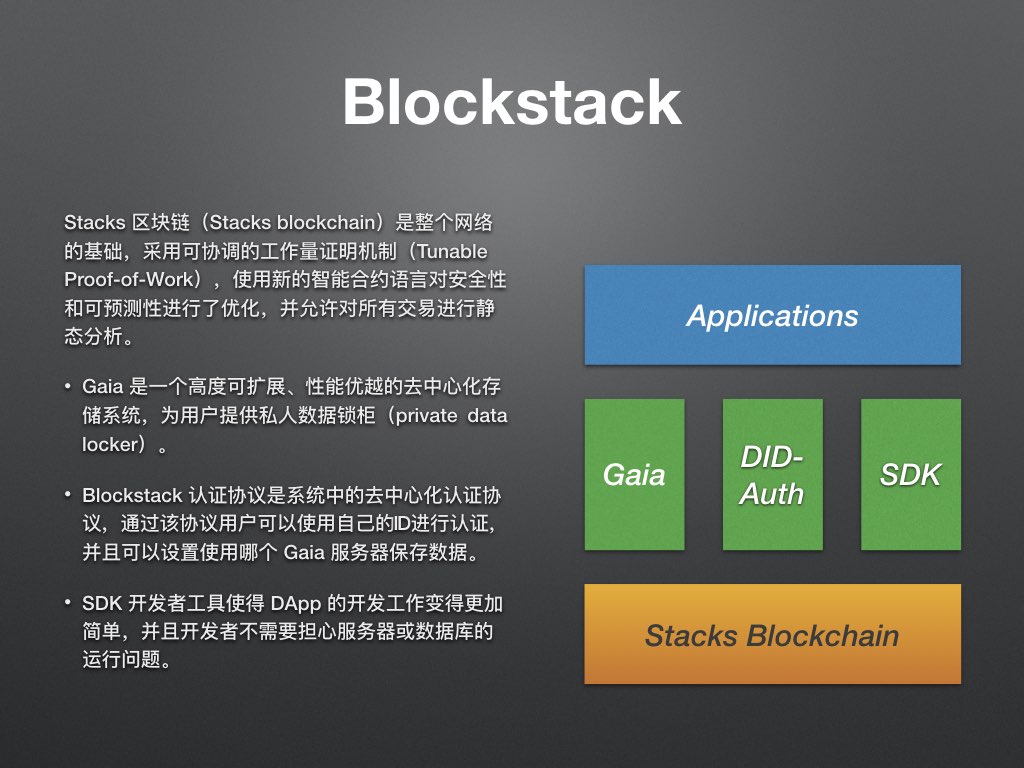 Blockstack
Stacks 区块链（Stacks blockchain）是整个网络
的基础，采用可协调的工作量证明机制（Tunable
Proof-of-Work），使用新的智能合约语言对安全性
和可预测性进行了优化，并允许对所有交易进行静
态分析。
• Gaia 是一个高度可扩展、性能优越的去中心化存
储系统，为用户提供私人数据锁柜（private data
locker）。
• Blockstack 认证协议是系统中的去中心化认证协
议，通过该协议用户可以使用自己的ID进行认证，
并且可以设置使用哪个 Gaia 服务器保存数据。
• SDK 开发者工具使得 DApp 的开发工作变得更加
简单，并且开发者不需要担心服务器或数据库的
运行问题。
Applications
Gaia
DID-
Auth
SDK
Stacks Blockchain